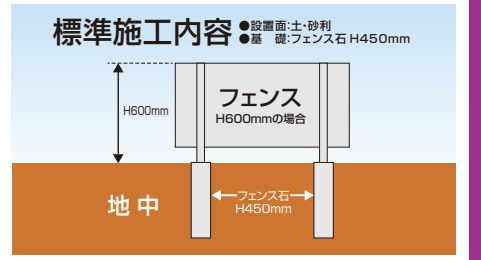 標準施工内容
●設置面:土・砂利
●基　礎:フェンス石 H450mm
H600mm
フェンス
H600mmの場合
地中
フェンス石
H450mm